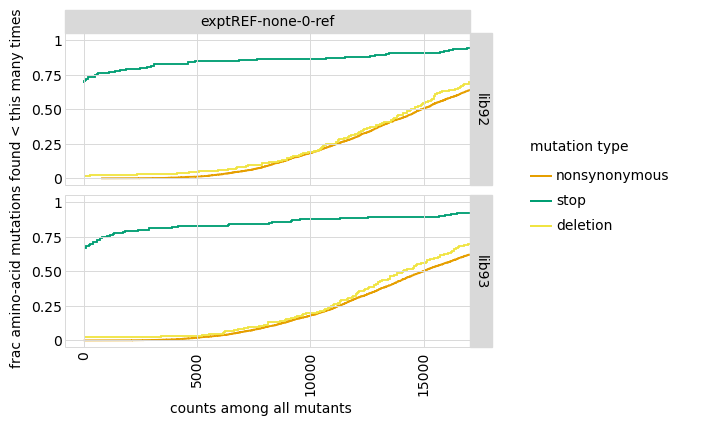 exptREF-none-0-ref
frac amino-acid mutations found < this many times
1
0.75
0.50
0.25
0
lib92
1
0.75
0.50
0.25
0
lib93
0
5000
10000
15000
counts among all mutants
mutation type
nonsynonymous
stop
deletion